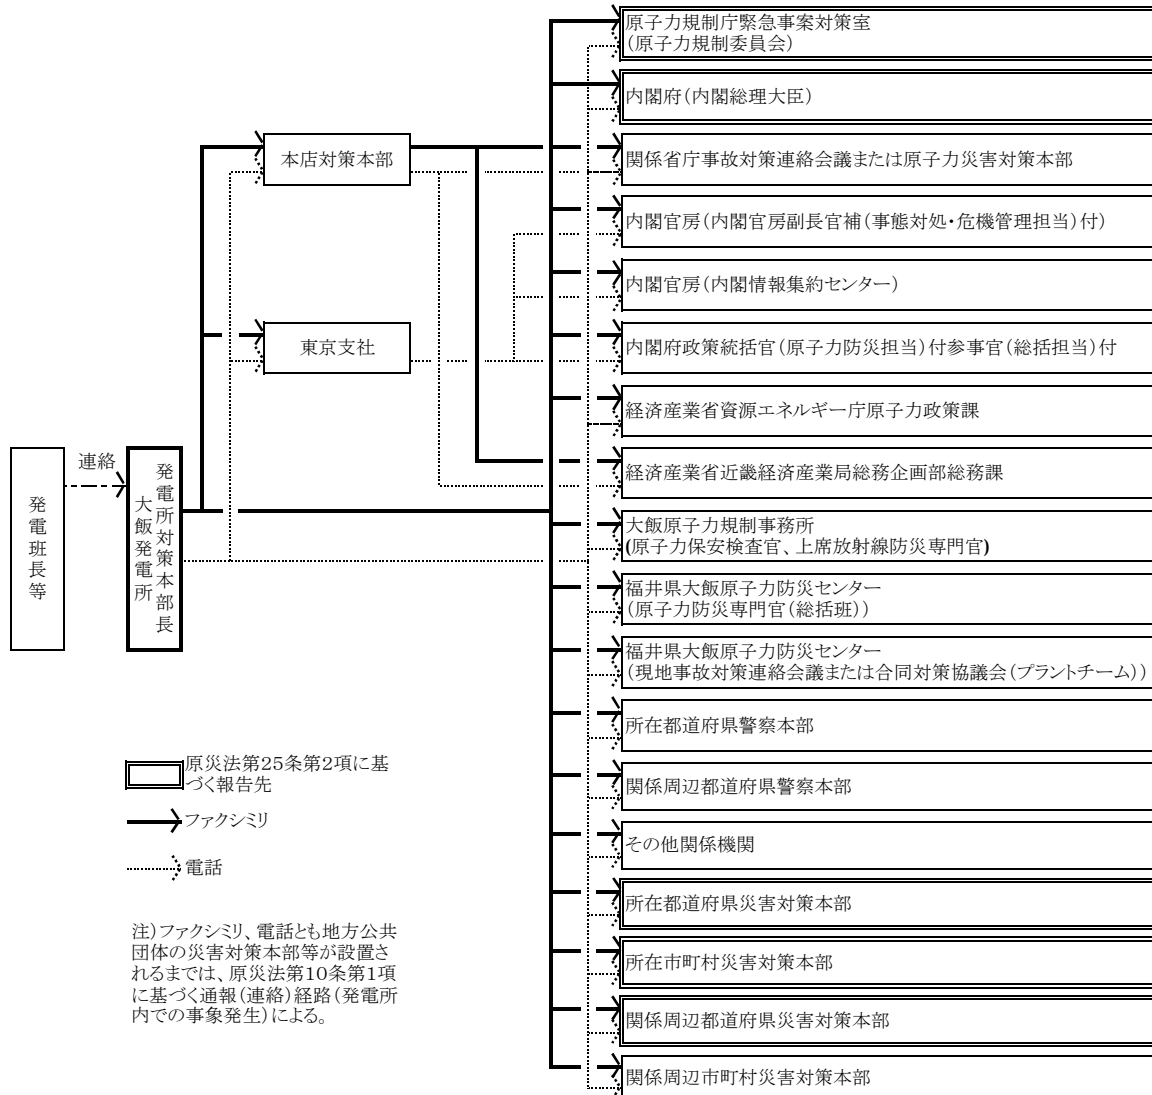 原子力規制庁緊急事案対策室
(原子力規制委員会)
内閣府(内閣総理大臣)
本店対策本部
関係省庁事故対策連絡会議または原子力災害対策本部
内閣官房(内閣官房副長官補(事態対処・危機管理担当)付)
内閣官房(内閣情報集約センター)
東京支社
内閣府政策統括官(原子力防災担当)付参事官(総括担当)付
経済産業省資源エネルギー庁原子力政策課
経済産業省近畿経済産業局総務企画部総務課
発電班長等
連絡
発電所対策本部長
大飯発電所
大飯原子力規制事務所
(原子力保安検査官、上席放射線防災専門官)
福井県大飯原子力防災センター
(原子力防災専門官(総括班))
福井県大飯原子力防災センター
(現地事故対策連絡会議または合同対策協議会(プラントチーム))
所在都道府県警察本部
関係周辺都道府県警察本部
その他関係機関
所在都道府県災害対策本部
所在市町村災害対策本部
関係周辺都道府県災害対策本部
関係周辺市町村災害対策本部
原災法第25条第2項に基
づく報告先
ファクシミリ
電話
注)ファクシミリ、電話とも地方公共
団体の災害対策本部等が設置さ
れるまでは、原災法第10条第1項
に基づく通報(連絡)経路(発電所
内での事象発生)による。